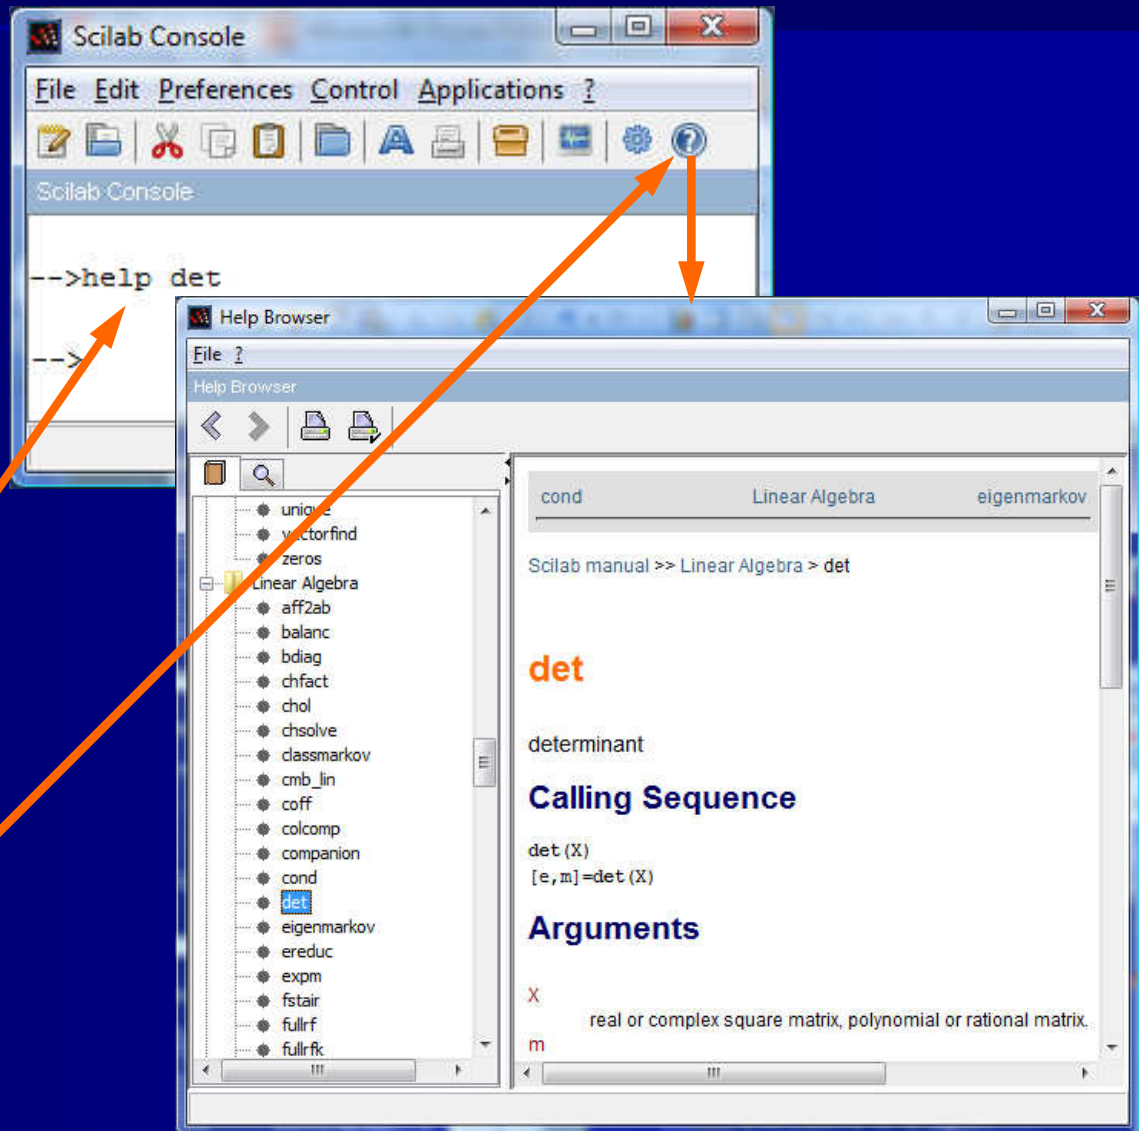 Scilab Console
File Edit Preferences Control Applications ?
Scilab Console
-->help det
-->
Help Browser
File ?
Help Browser
unique
vectorfind
zeros
Linear Algebra
aff2ab
balanc
bdiag
chfact
chol
chsolve
classmarkov
cmb_lin
coff
colcomp
companion
cond
det
eigenmarkov
ereduc
expm
fstair
fullrf
fullrfk
cond Linear Algebra eigenmarkov
Scilab manual >> Linear Algebra > det
det
determinant
Calling Sequence
det(X)
[e,m]=det(X)
Arguments
X
real or complex square matrix, polynomial or rational matrix.
m